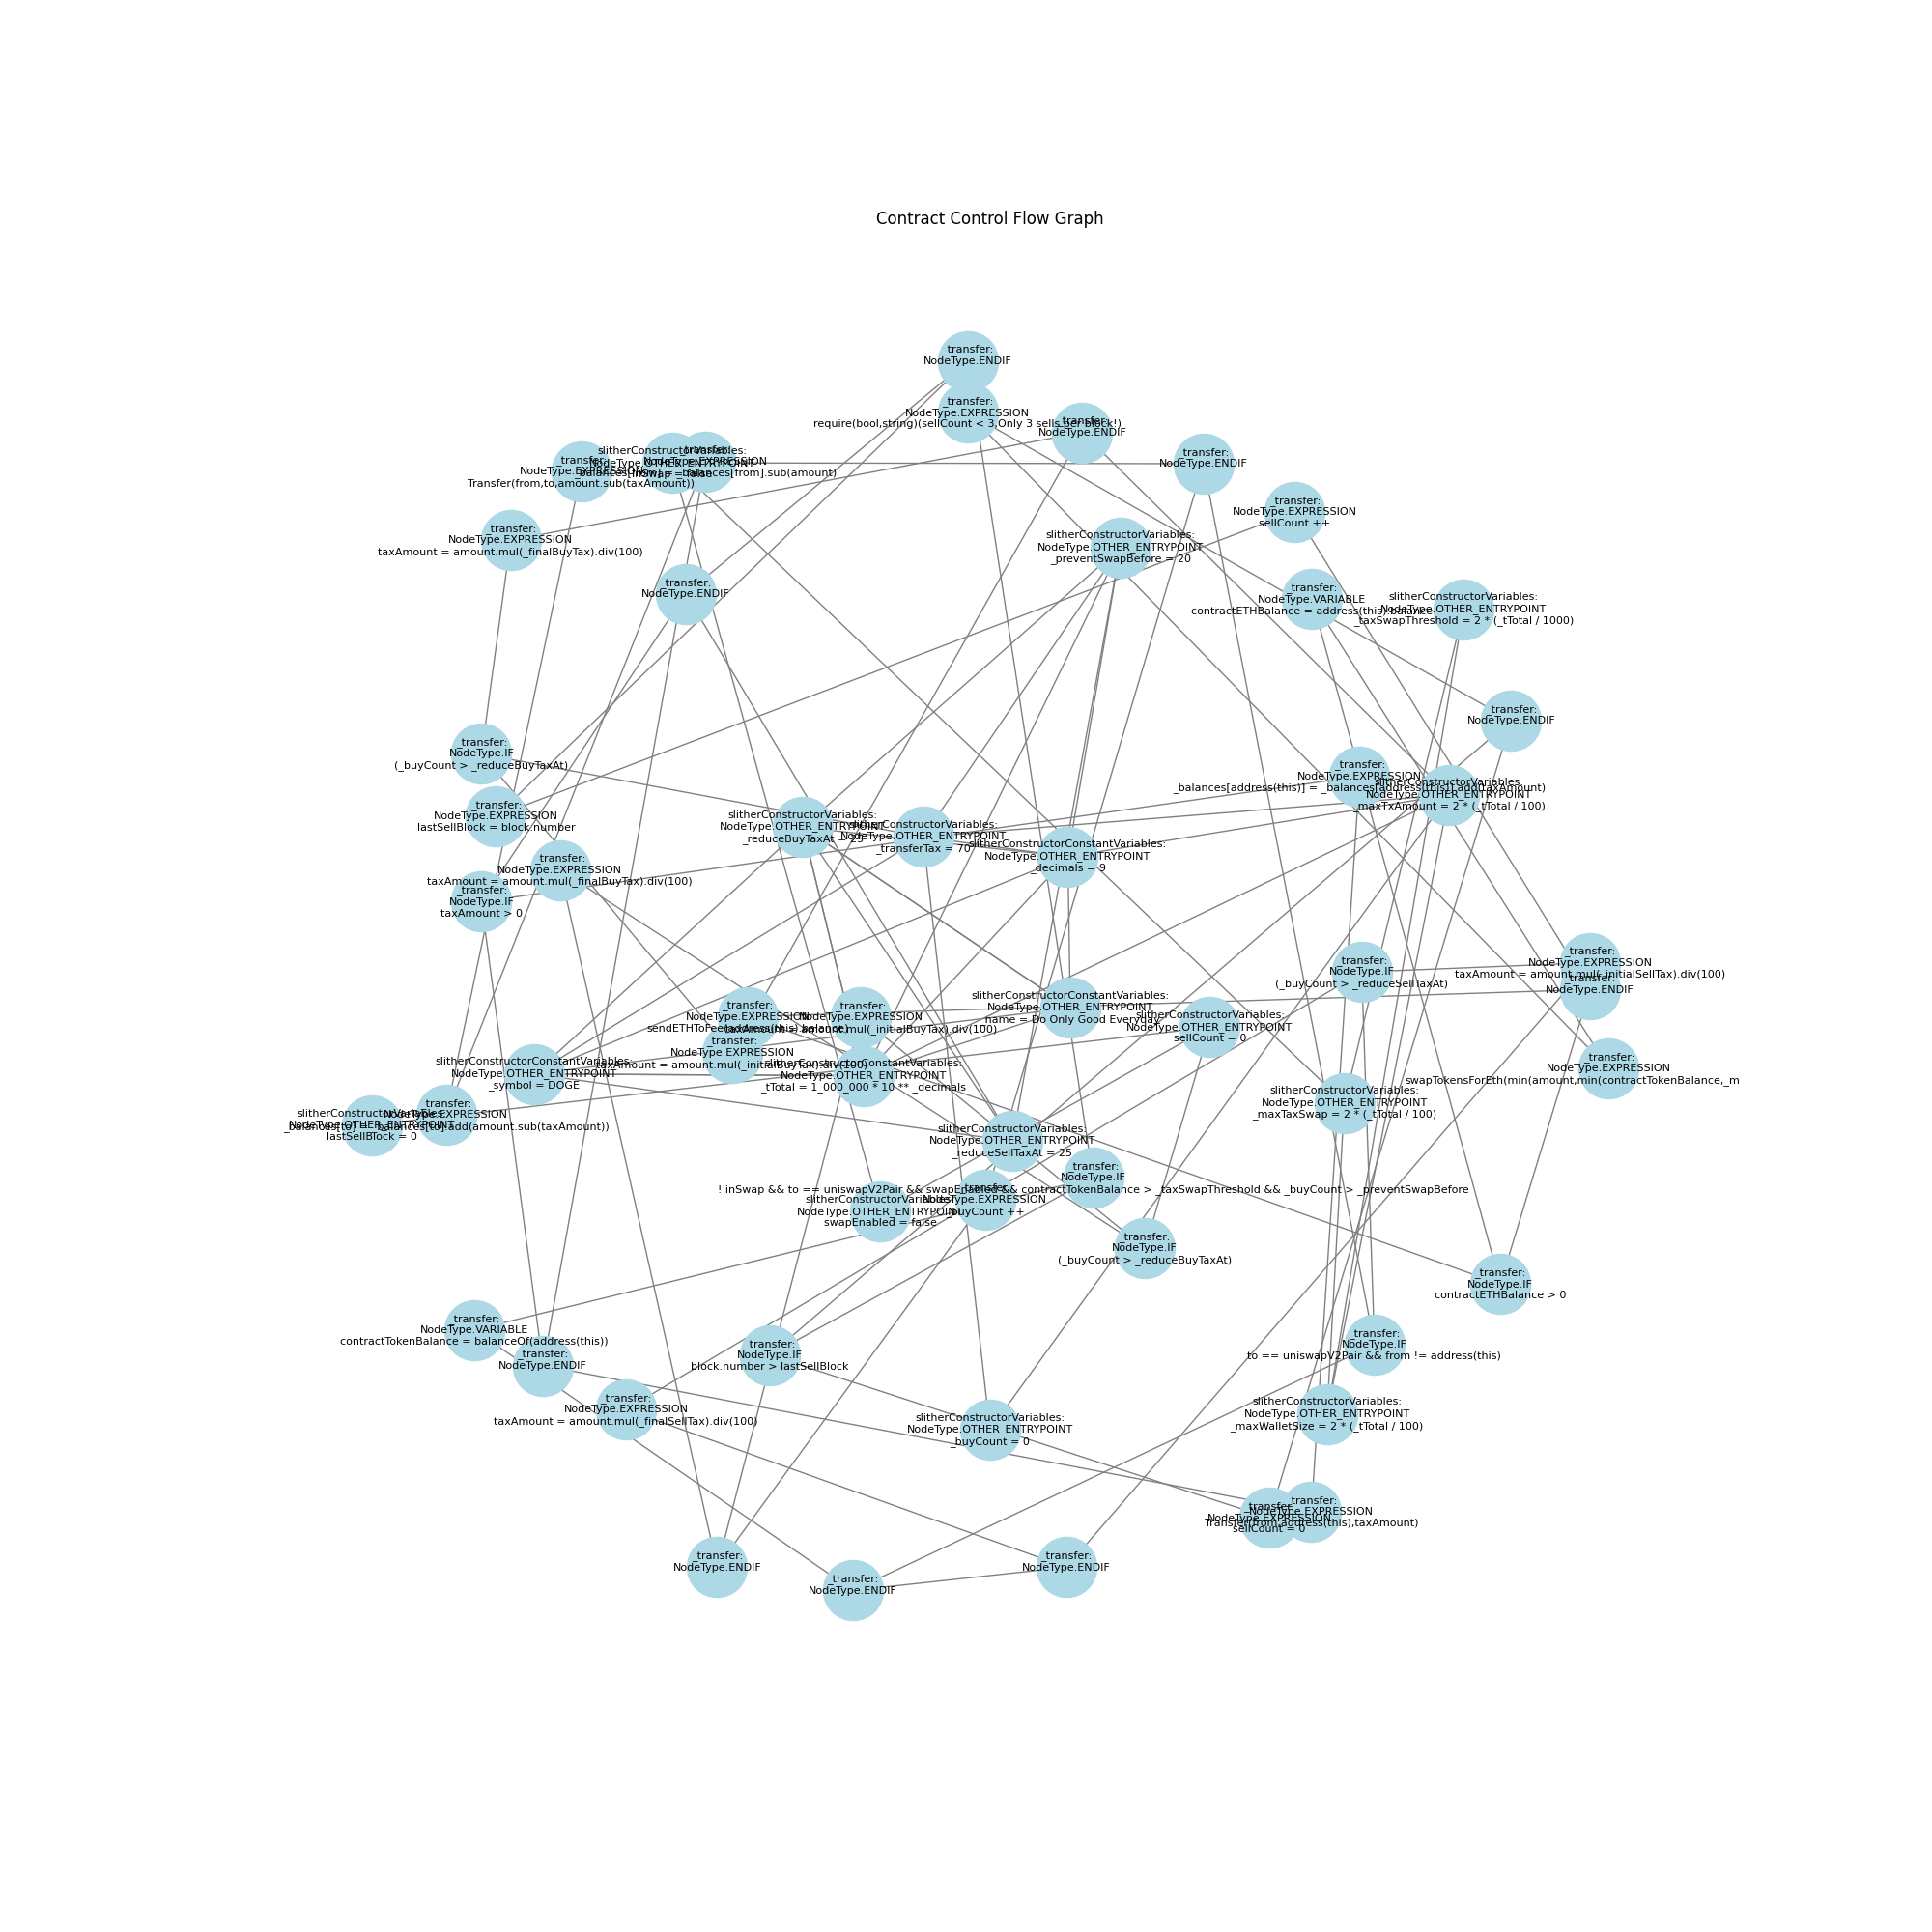 Contract Control Flow Graph
_transfer:
NodeType.ENDIF
_transfer:
NodeType.EXPRESSION
require(bool,string)(sellCount < 3,Only 3 sells per block!)
_transfer:
NodeType.ENDIF
_transfer:
NodeType.EXPRESSION
Transfer(from,to,amount.sub(taxAmount))
slitherConstructorVariables:
NodeType.OTHER_ENTRYPOINT
inSwap = false
_transfer:
NodeType.EXPRESSION
_balances[from] = _balances[from].sub(amount)
_transfer:
NodeType.ENDIF
_transfer:
NodeType.EXPRESSION
sellCount ++
_transfer:
NodeType.EXPRESSION
taxAmount = amount.mul(_finalBuyTax).div(100)
slitherConstructorVariables:
NodeType.OTHER_ENTRYPOINT
_preventSwapBefore = 20
_transfer:
NodeType.ENDIF
_transfer:
NodeType.VARIABLE
contractETHBalance = address(this).balance
slitherConstructorVariables:
NodeType.OTHER_ENTRYPOINT
_taxSwapThreshold = 2 * (_tTotal / 1000)
_transfer:
NodeType.ENDIF
_transfer:
NodeType.IF
(_buyCount > _reduceBuyTaxAt)
_transfer:
NodeType.EXPRESSION
_balances[address(this)] = _balances[address(this)].add(taxAmount)
slitherConstructorVariables:
NodeType.OTHER_ENTRYPOINT
_maxTxAmount = 2 * (_tTotal / 100)
_transfer:
NodeType.EXPRESSION
lastSellBlock = block.number
slitherConstructorVariables:
NodeType.OTHER_ENTRYPOINT
_reduceBuyTaxAt = 25
slitherConstructorVariables:
NodeType.OTHER_ENTRYPOINT
_transferTax = 70
slitherConstructorConstantVariables:
NodeType.OTHER_ENTRYPOINT
_decimals = 9
_transfer:
NodeType.EXPRESSION
taxAmount = amount.mul(_finalBuyTax).div(100)
_transfer:
NodeType.IF
taxAmount > 0
_transfer:
NodeType.IF
(_buyCount > _reduceSellTaxAt)
_transfer:
NodeType.EXPRESSION
taxAmount = amount.mul(_initialSellTax).div(100)
_transfer:
NodeType.ENDIF
_transfer:
NodeType.EXPRESSION
sendETHToFee(address(this).balance)
_transfer:
NodeType.EXPRESSION
taxAmount = amount.mul(_initialBuyTax).div(100)
slitherConstructorConstantVariables:
NodeType.OTHER_ENTRYPOINT
_name = Do Only Good Everyday
slitherConstructorVariables:
NodeType.OTHER_ENTRYPOINT
sellCount = 0
_transfer:
NodeType.EXPRESSION
taxAmount = amount.mul(_initialBuyTax).div(100)
slitherConstructorConstantVariables:
NodeType.OTHER_ENTRYPOINT
_symbol = DOGE
slitherConstructorConstantVariables:
NodeType.OTHER_ENTRYPOINT
_tTotal = 1_000_000 * 10 ** _decimals
_transfer:
NodeType.EXPRESSION
swapTokensForEth(min(amount,min(contractTokenBalance,_m
slitherConstructorVariables:
NodeType.OTHER_ENTRYPOINT
_maxTaxSwap = 2 * (_tTotal / 100)
slitherConstructorVariables:
NodeType.OTHER_ENTRYPOINT
lastSellBlock = 0
_transfer:
NodeType.EXPRESSION
_balances[to] = _balances[to].add(amount.sub(taxAmount))
slitherConstructorVariables:
NodeType.OTHER_ENTRYPOINT
_reduceSellTaxAt = 25
_transfer:
NodeType.IF
! inSwap && to == uniswapV2Pair && swapEnabled && contractTokenBalance > _taxSwapThreshold && _buyCount > _preventSwapBefore
slitherConstructorVariables:
NodeType.OTHER_ENTRYPOINT
swapEnabled = false
_transfer:
NodeType.EXPRESSION
_buyCount ++
_transfer:
NodeType.IF
(_buyCount > _reduceBuyTaxAt)
_transfer:
NodeType.IF
contractETHBalance > 0
_transfer:
NodeType.VARIABLE
contractTokenBalance = balanceOf(address(this))
_transfer:
NodeType.ENDIF
_transfer:
NodeType.IF
block.number > lastSellBlock
_transfer:
NodeType.IF
to == uniswapV2Pair && from != address(this)
_transfer:
NodeType.EXPRESSION
taxAmount = amount.mul(_finalSellTax).div(100)
slitherConstructorVariables:
NodeType.OTHER_ENTRYPOINT
_buyCount = 0
slitherConstructorVariables:
NodeType.OTHER_ENTRYPOINT
_maxWalletSize = 2 * (_tTotal / 100)
_transfer:
NodeType.EXPRESSION
sellCount = 0
_transfer:
NodeType.EXPRESSION
Transfer(from,address(this),taxAmount)
_transfer:
NodeType.ENDIF
_transfer:
NodeType.ENDIF
_transfer:
NodeType.ENDIF